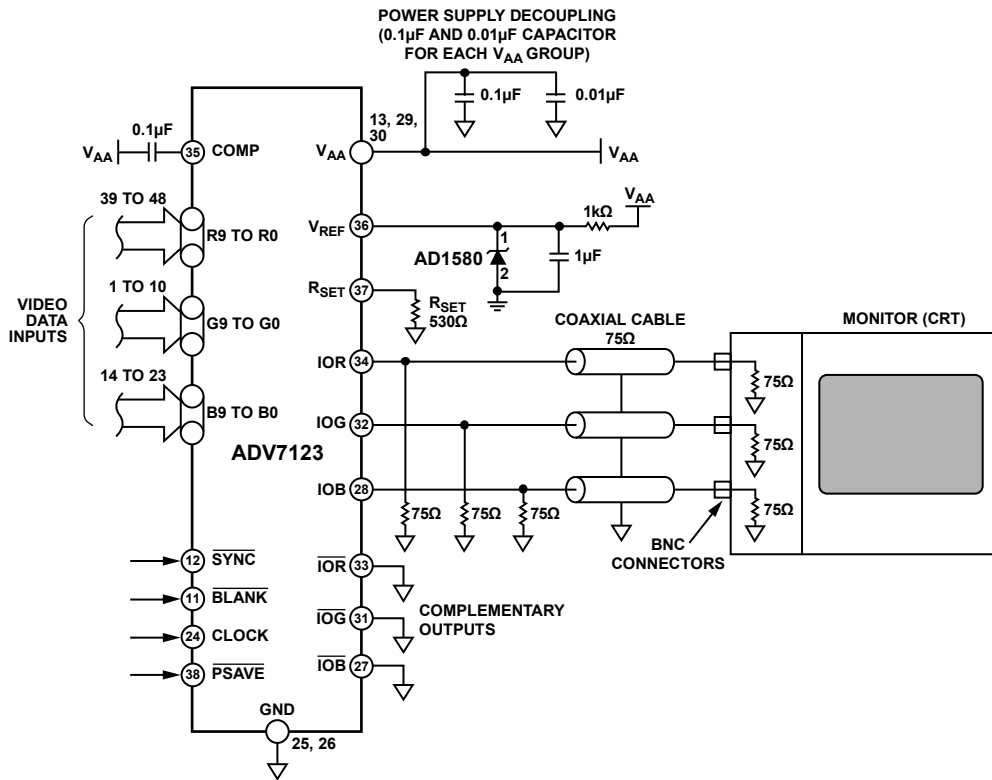 POWER SUPPLY DECOUPLING
(0.1µF AND 0.01µF CAPACITOR
FOR EACH VAA GROUP)
0.1µF
0.01µF
13, 29,
30
VAA
VAA
0.1µF
VAA
35
COMP
39 TO 48
R9 TO R0
VIDEO
DATA
INPUTS
1 TO 10
G9 TO G0
14 TO 23
B9 TO B0
ADV7123
VREF
36
1kΩ
VAA
AD1580
1
2
1µF
RSET
37
RSET
530Ω
COAXIAL CABLE
75Ω
MONITOR (CRT)
IOR
34
75Ω
IOG
32
75Ω
IOB
28
75Ω
75Ω
75Ω
75Ω
BNC
CONNECTORS
12
SYNC
11
BLANK
24
CLOCK
38
PSAVE
IOR
33
IOG
31
IOB
27
COMPLEMENTARY
OUTPUTS
GND
25, 26